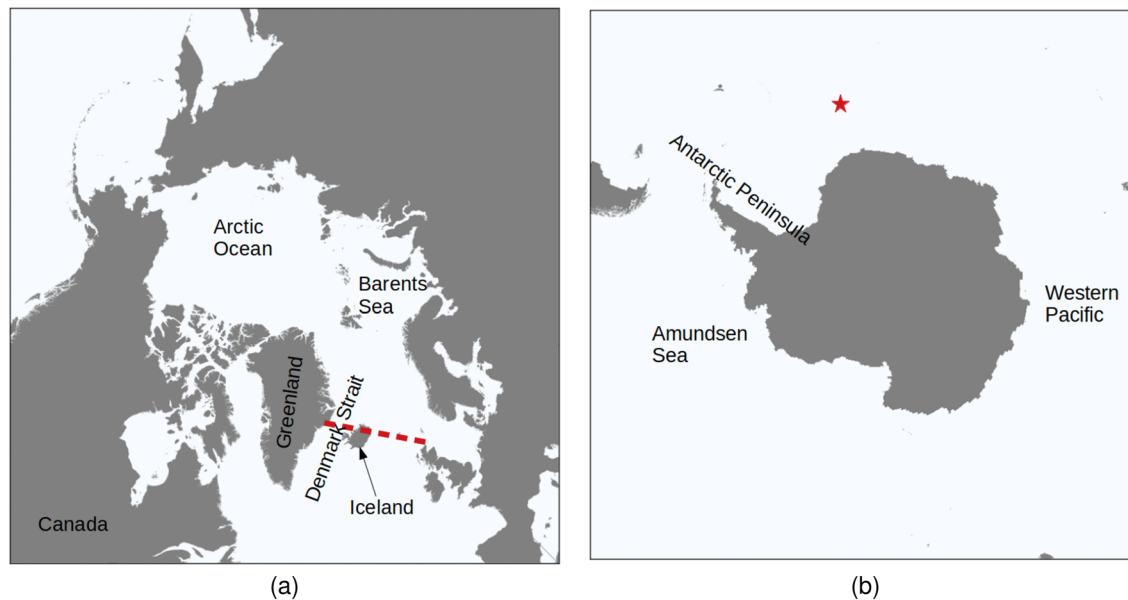 Arctic
Ocean
Barents
Sea
Greenland
Denmark Strait
Iceland
Canada
(a)
Antarctic Peninsula
Western
Pacific
Amundsen
Sea
(b)